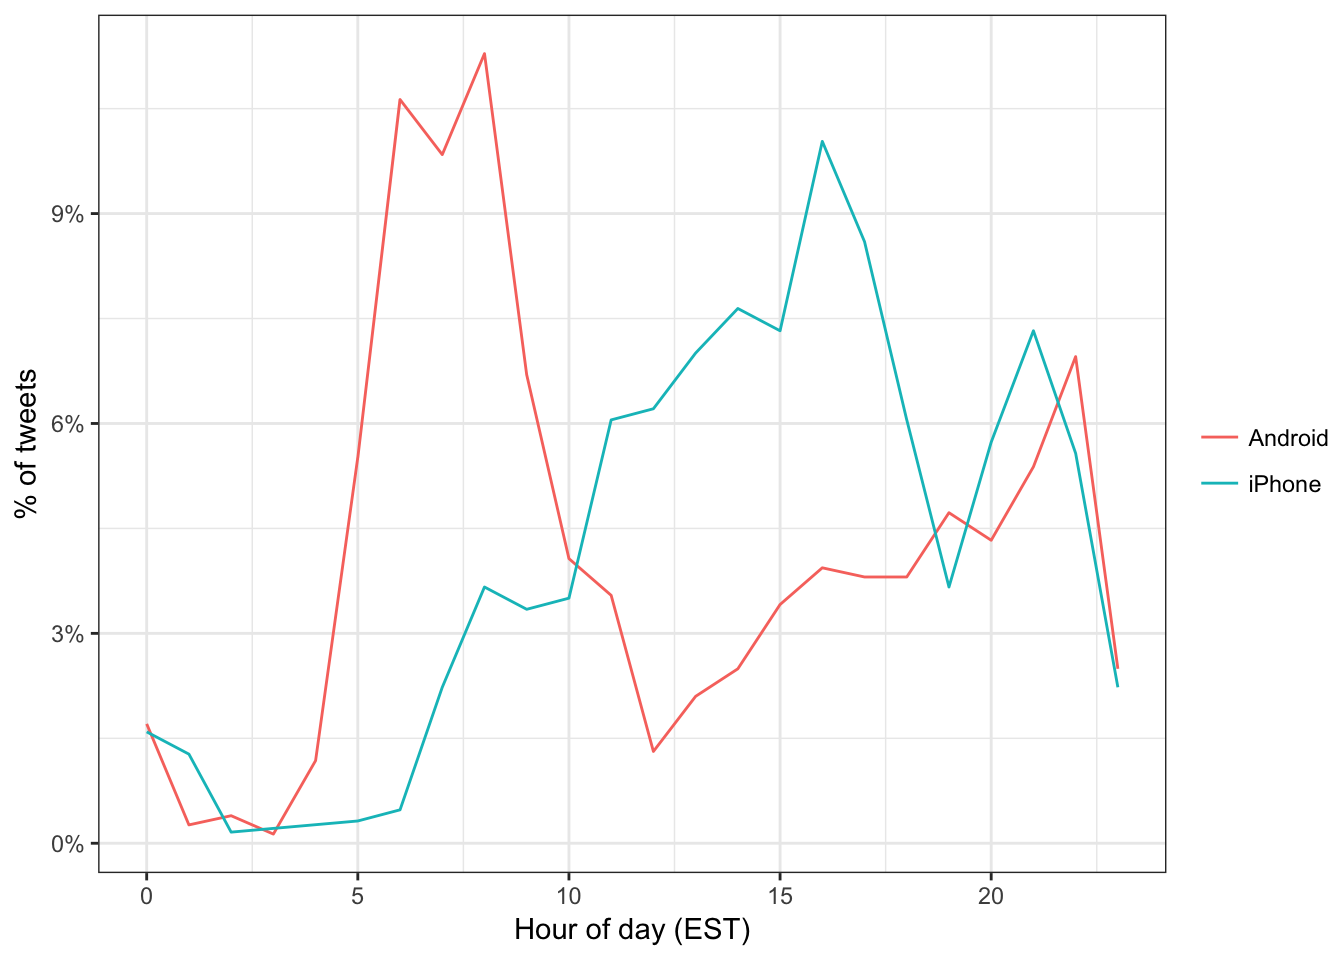 9%
6%
3%
0%
0 5 10 15 20
Hour of day (EST)
% of tweets
Android
iPhone